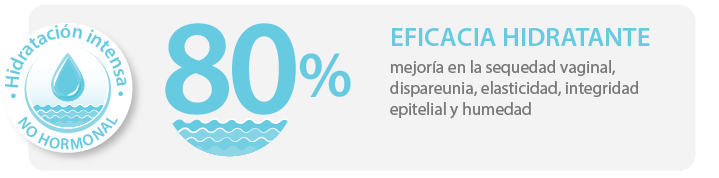 • Hidratación intensa •
NO HORMONAL
80%
EFICACIA HIDRATANTE
mejoría en la sequedad vaginal,
dispareunia, elasticidad, integridad
epitelial y humedad